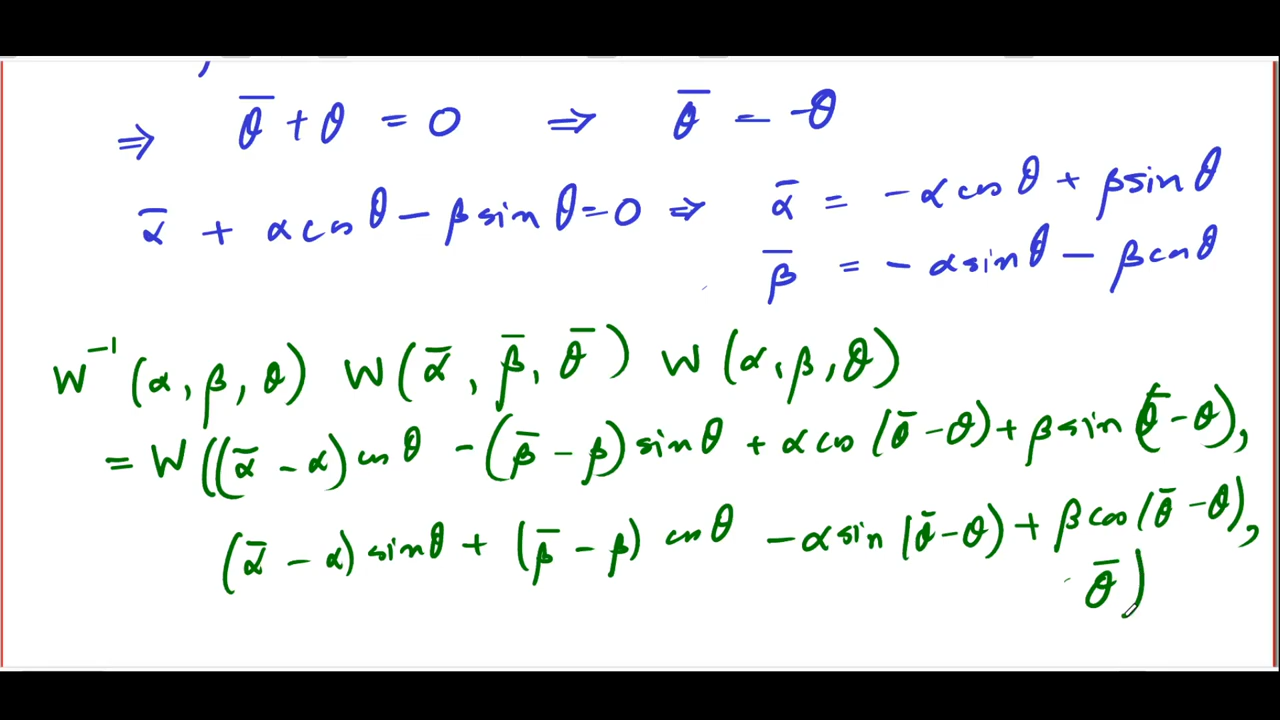 ⇒ θ̄ + θ = 0 ⇒ θ̄ = -θ
ᾱ + α cos θ - β sin θ = 0 ⇒ ᾱ = - α cos θ + β sin θ
β̄ = - α sin θ - β cos θ
W⁻¹(α, β, θ) W(ᾱ, β̄, θ̄) W(α, β, θ)
= W((ᾱ - α) cos θ - (β̄ - β) sin θ + α cos (θ̄ - θ) + β sin (θ̄ - θ),
(ᾱ - α) sin θ + (β̄ - β) cos θ - α sin (θ̄ - θ) + β cos (θ̄ - θ),
θ̄)